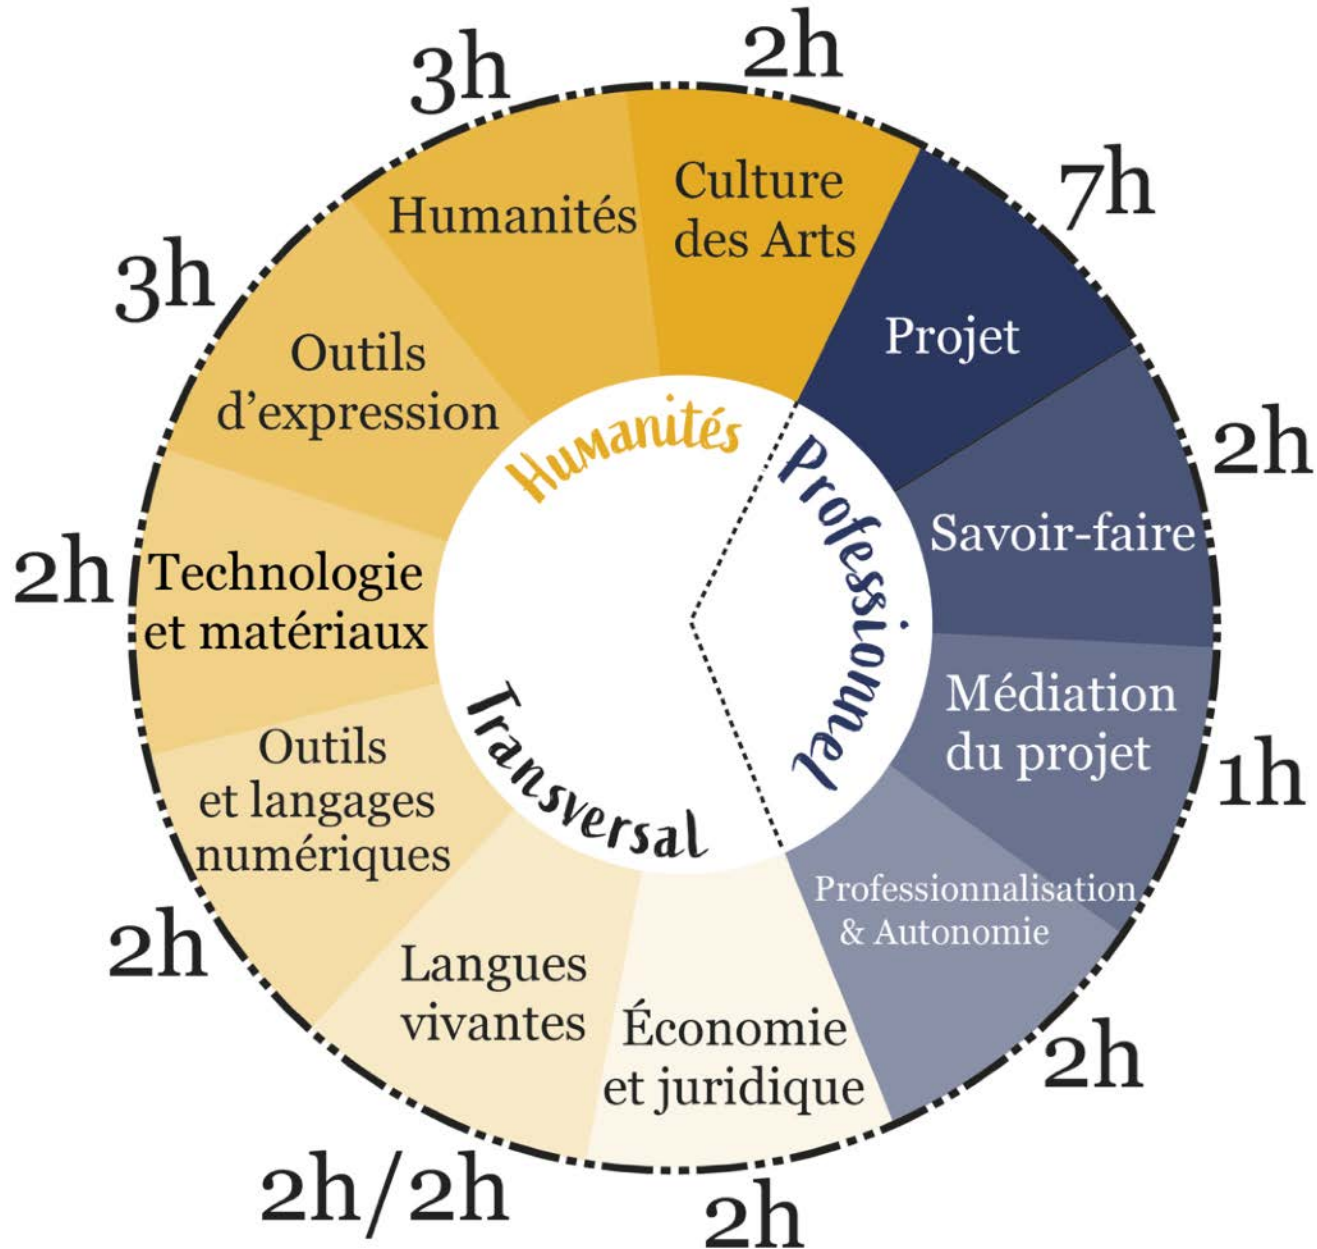 3h
2h
7h
Culture
des Arts
Humanités
Projet
3h
Outils
d'expression
Humanités
Professionnel
2h
Savoir-faire
2h
Technologie
et matériaux
Transversal
Médiation
du projet
1h
Outils
et langages
numériques
2h
Professionnalisation
& Autonomie
2h
Langues
vivantes
2h/2h
Économie
et juridique
2h